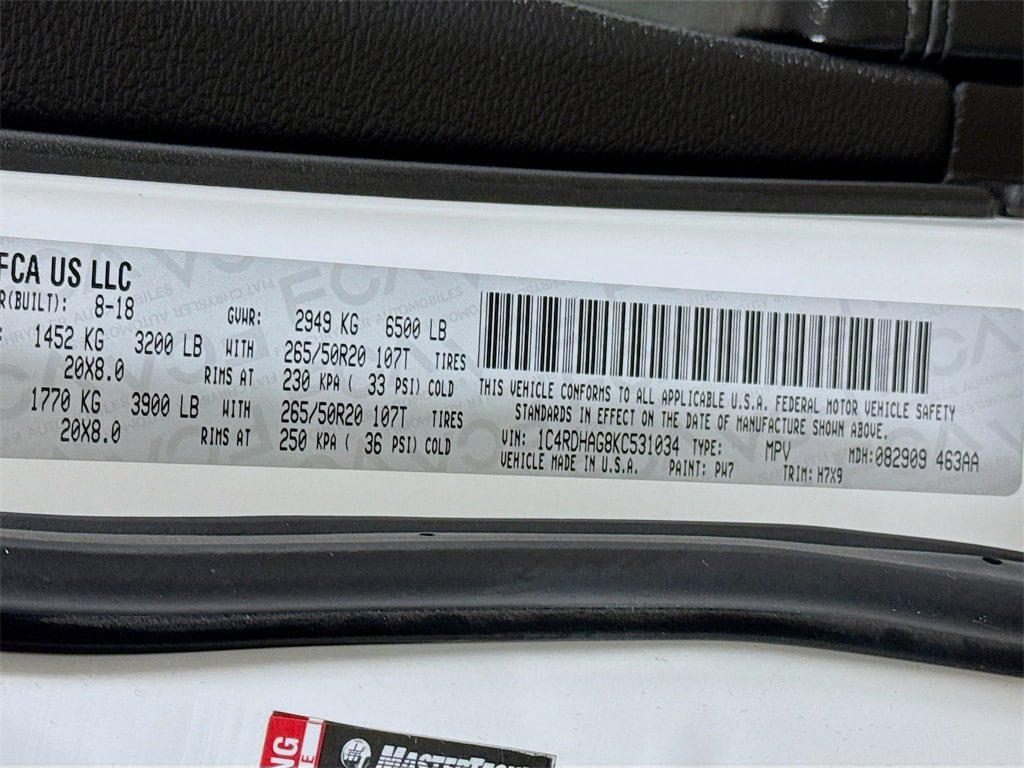 FCA US LLC
R(BUILT): 8-18
GVWR: 2949 KG 6500 LB
1452 KG 3200 LB WITH 265/50R20 107T TIRES
20X8.0 RIMS AT 230 KPA ( 33 PSI) COLD
1770 KG 3900 LB WITH 265/50R20 107T TIRES
20X8.0 RIMS AT 250 KPA ( 36 PSI) COLD
THIS VEHICLE CONFORMS TO ALL APPLICABLE U.S.A. FEDERAL MOTOR VEHICLE SAFETY
STANDARDS IN EFFECT ON THE DATE OF MANUFACTURE SHOWN ABOVE.
VIN: 1C4RDHAG8KC531034 TYPE: MPV MDH:082909 463AA
VEHICLE MADE IN U.S.A. PAINT: PW7 TRIM: H7X9